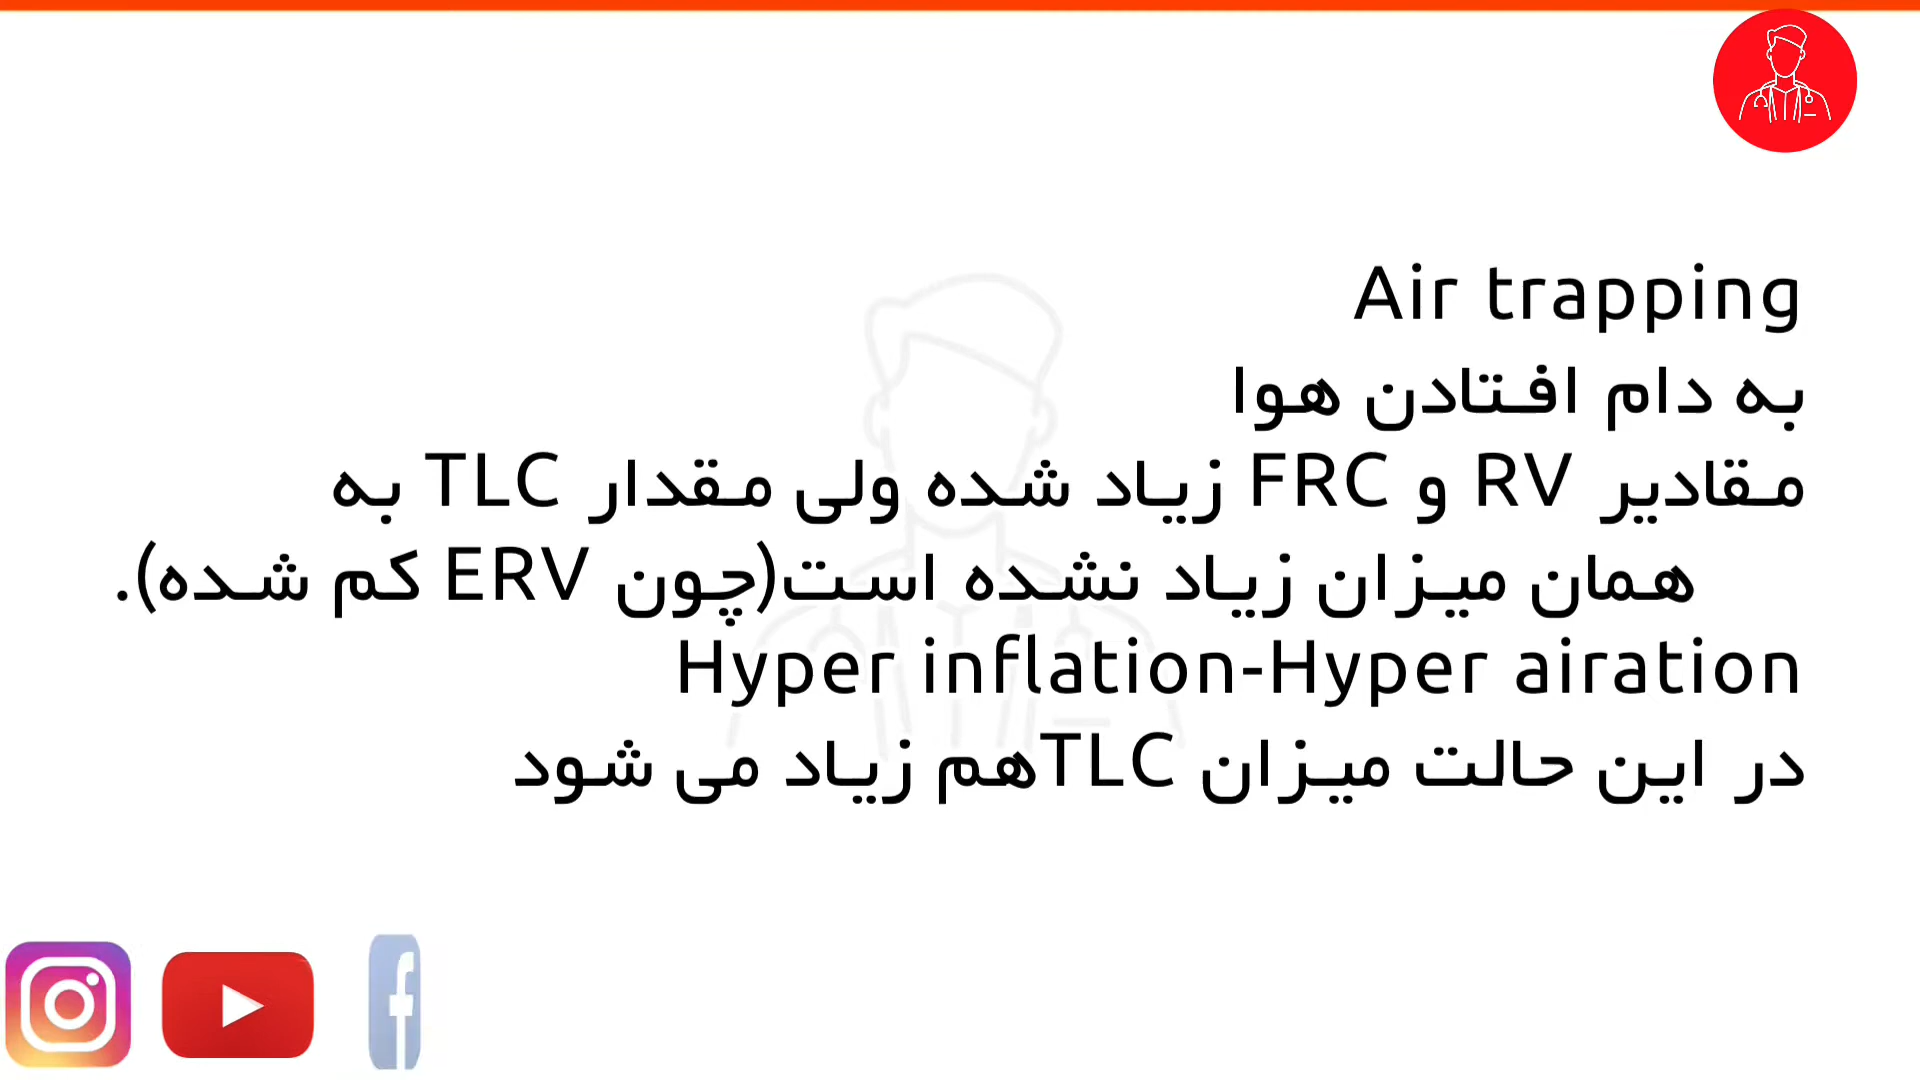 Air trapping
به دام افتادن هوا
مقادیر RV و FRC زیاد شده ولی مقدار TLC به
همان میزان زیاد نشده است(چون ERV کم شده).
Hyper inflation-Hyper airation
در این حالت میزان TLCهم زیاد می شود